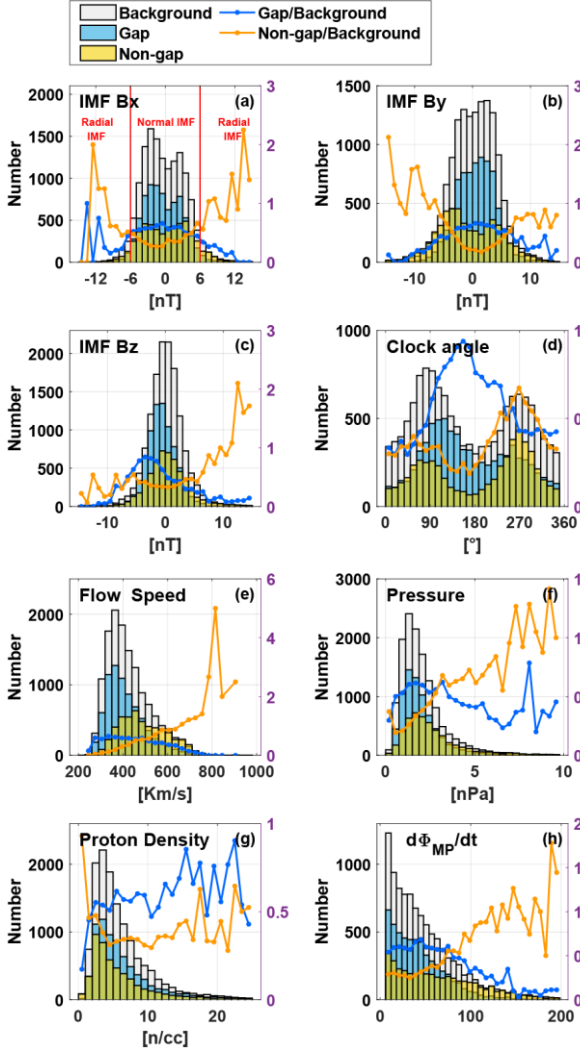 Background
Gap
Non-gap
Gap/Background
Non-gap/Background
IMF Bx
(a)
Radial IMF
Normal IMF
Radial IMF
Number
2000
1500
1000
500
0
-12 -6 0 6 12
[nT]
3
2
1
0
IMF By
(b)
Number
1500
1000
500
0
-10 0 10
[nT]
IMF Bz
(c)
Number
2000
1500
1000
500
0
-10 0 10
[nT]
3
2
1
0
Clock angle
(d)
Number
1000
500
0
0 90 180 270 360
[°]
Flow Speed
(e)
Number
2000
1000
0
200 400 600 800 1000
[Km/s]
6
4
2
0
Pressure
(f)
Number
3000
2000
1000
0
0 5 10
[nPa]
Proton Density
(g)
Number
2000
1000
0
0 10 20
[n/cc]
1
0.5
0
dΦMP/dt
(h)
Number
1000
500
0
0 100 200